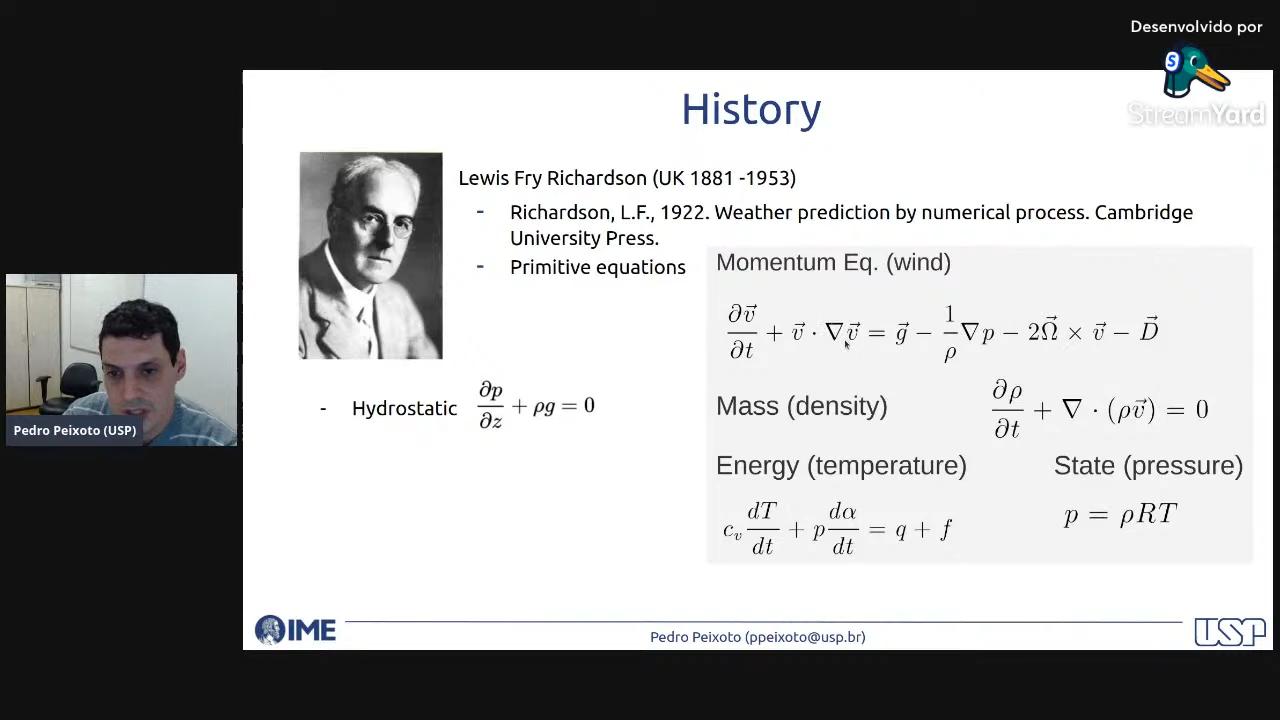 Desenvolvido por
StreamYard
History
Lewis Fry Richardson (UK 1881 -1953)
- Richardson, L.F., 1922. Weather prediction by numerical process. Cambridge
University Press.
- Primitive equations
Momentum Eq. (wind)
∂v⃗/∂t + v⃗ · ∇v⃗ = g⃗ − 1/ρ ∇p − 2Ω⃗ × v⃗ − D⃗
- Hydrostatic ∂p/∂z + ρg = 0
Mass (density) ∂ρ/∂t + ∇ · (ρv⃗) = 0
Energy (temperature)
State (pressure)
c_v dT/dt + p dα/dt = q + f
p = ρRT
Pedro Peixoto (USP)
IME
Pedro Peixoto (ppeixoto@usp.br)
USP